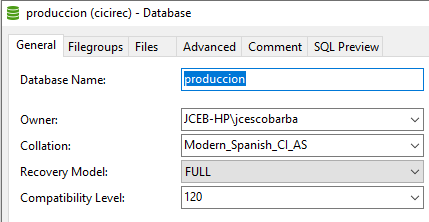 produccion (cicirec) - Database
General Filegroups Files Advanced Comment SQL Preview
Database Name: produccion
Owner: JCEB-HP\jcescobarba
Collation: Modern_Spanish_CI_AS
Recovery Model: FULL
Compatibility Level: 120